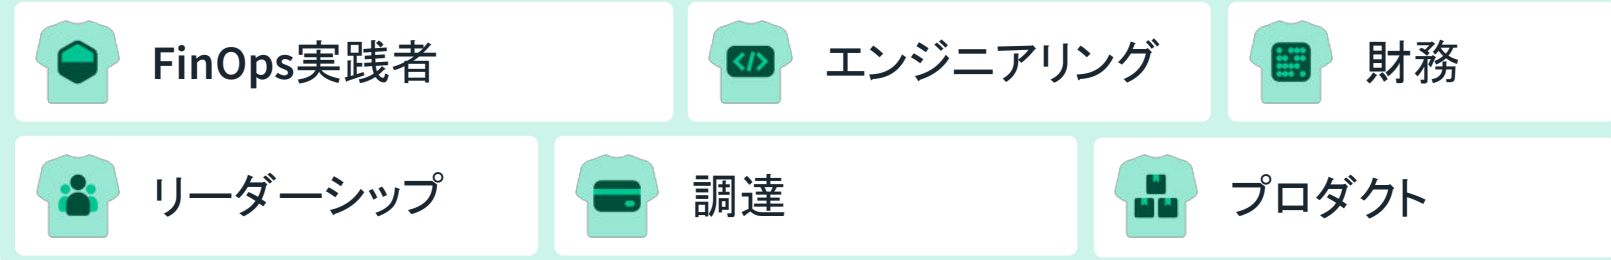 FinOps実践者
エンジニアリング
財務
リーダーシップ
調達
プロダクト